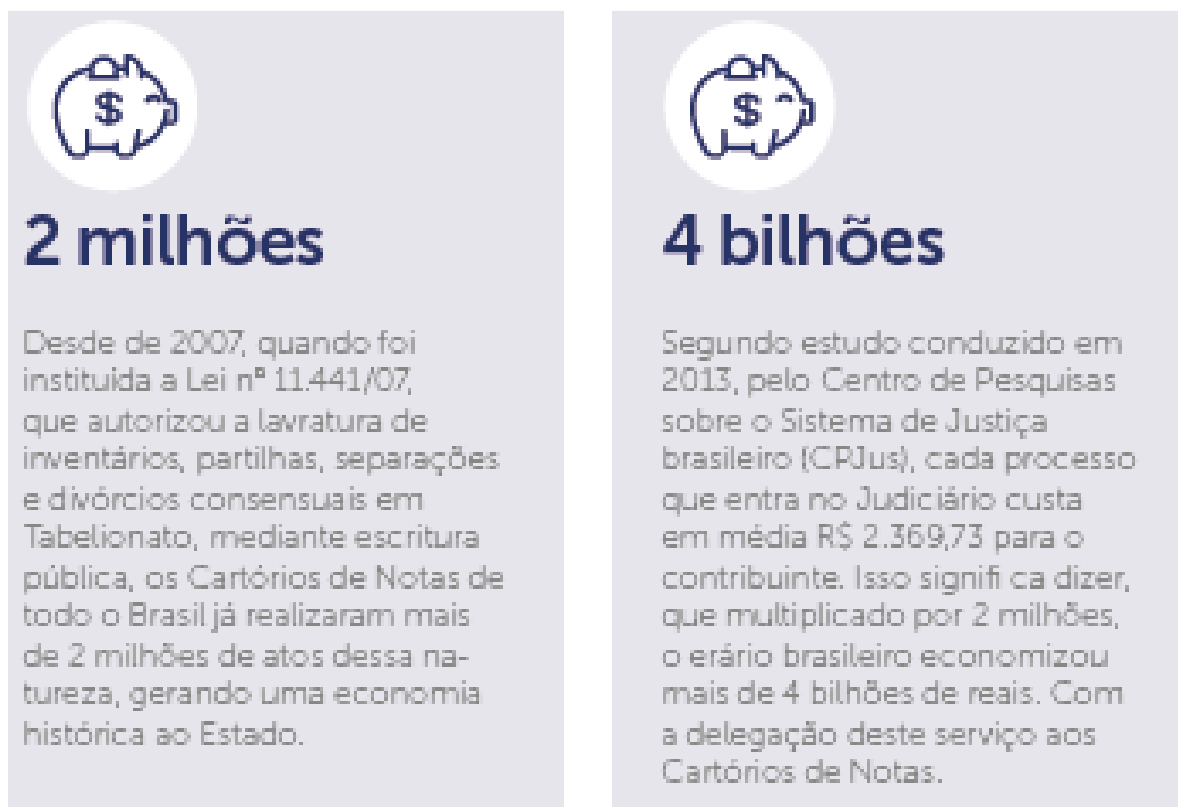 $
2 milhões
Desde de 2007, quando foi
instituída a Lei nº 11.441/07,
que autorizou a lavratura de
inventários, partilhas, separações
e divórcios consensuais em
Tabelionato, mediante escritura
pública, os Cartórios de Notas de
todo o Brasil já realizaram mais
de 2 milhões de atos dessa na-
tureza, gerando uma economia
histórica ao Estado.
$
4 bilhões
Segundo estudo conduzido em
2013, pelo Centro de Pesquisas
sobre o Sistema de Justiça
brasileiro (CPJus), cada processo
que entra no Judiciário custa
em média R$ 2.369,73 para o
contribuinte. Isso signifi ca dizer,
que multiplicado por 2 milhões,
o erário brasileiro economizou
mais de 4 bilhões de reais. Com
a delegação deste serviço aos
Cartórios de Notas.